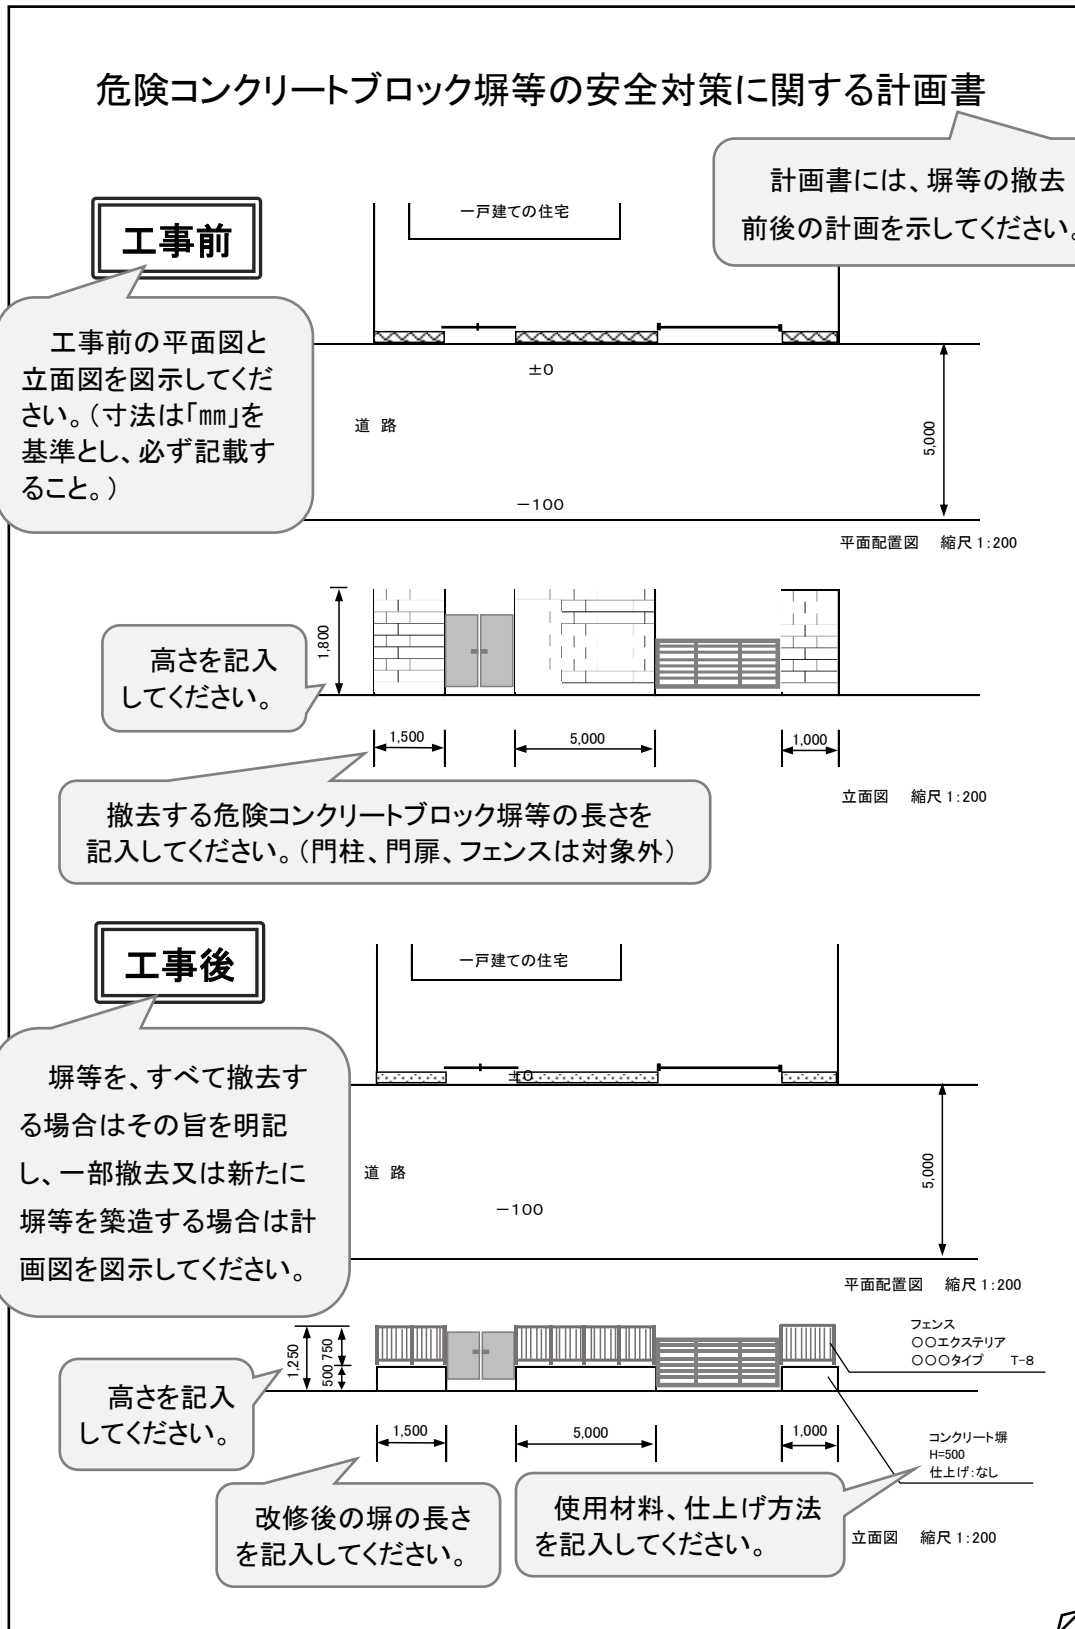 危険コンクリートブロック塀等の安全対策に関する計画書
計画書には、塀等の撤去
前後の計画を示してください。
工事前
一戸建ての住宅
工事前の平面図と
立面図を図示してくだ
さい。（寸法は「㎜」を
基準とし、必ず記載す
ること。）
±0
道 路
5,000
－100
平面配置図 縮尺 1:200
1,800
高さを記入
してください。
1,500
5,000
1,000
立面図 縮尺 1:200
撤去する危険コンクリートブロック塀等の長さを
記入してください。（門柱、門扉、フェンスは対象外）
工事後
一戸建ての住宅
塀等を、すべて撤去す
る場合はその旨を明記
し、一部撤去又は新たに
塀等を築造する場合は計
画図を図示してください。
±0
道 路
5,000
－100
平面配置図 縮尺 1:200
フェンス
○○エクステリア
○○○タイプ T-8
1,250
750
500
高さを記入
してください。
1,500
5,000
1,000
コンクリート塀
H=500
仕上げ:なし
改修後の塀の長さ
を記入してください。
使用材料、仕上げ方法
を記入してください。
立面図 縮尺 1:200